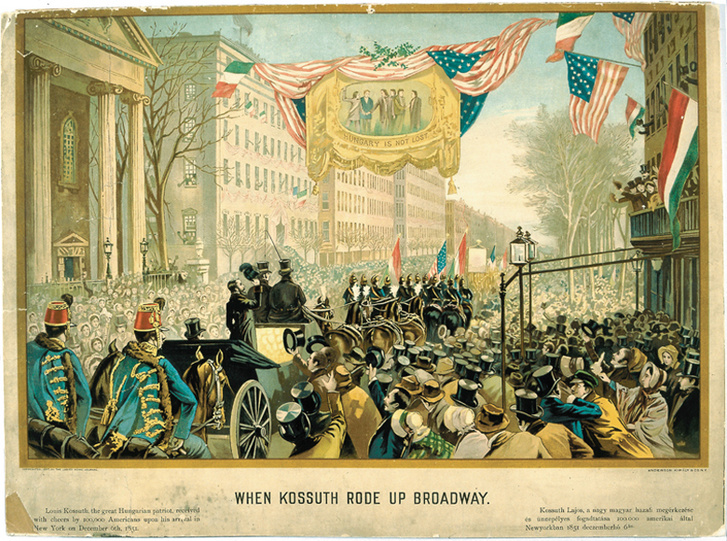 HUNGARY IS NOT LOST
WHEN KOSSUTH RODE UP BROADWAY.
Louis Kossuth, the great Hungarian patriot, received
with cheers by 100,000 Americans upon his arrival in
New York on December 6th, 1851.
Kossuth Lajos, a nagy magyar hazafi megérkezése
és ünnepélyes fogadtatása 100.000 amerikai által
Newyorkban 1851 deczemberhó